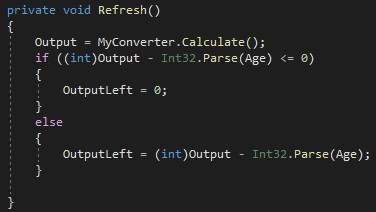 private void Refresh()
{
    Output = MyConverter.Calculate();
    if ((int)Output - Int32.Parse(Age) <= 0)
    {
        OutputLeft = 0;
    }
    else
    {
        OutputLeft = (int)Output - Int32.Parse(Age);
    }
}